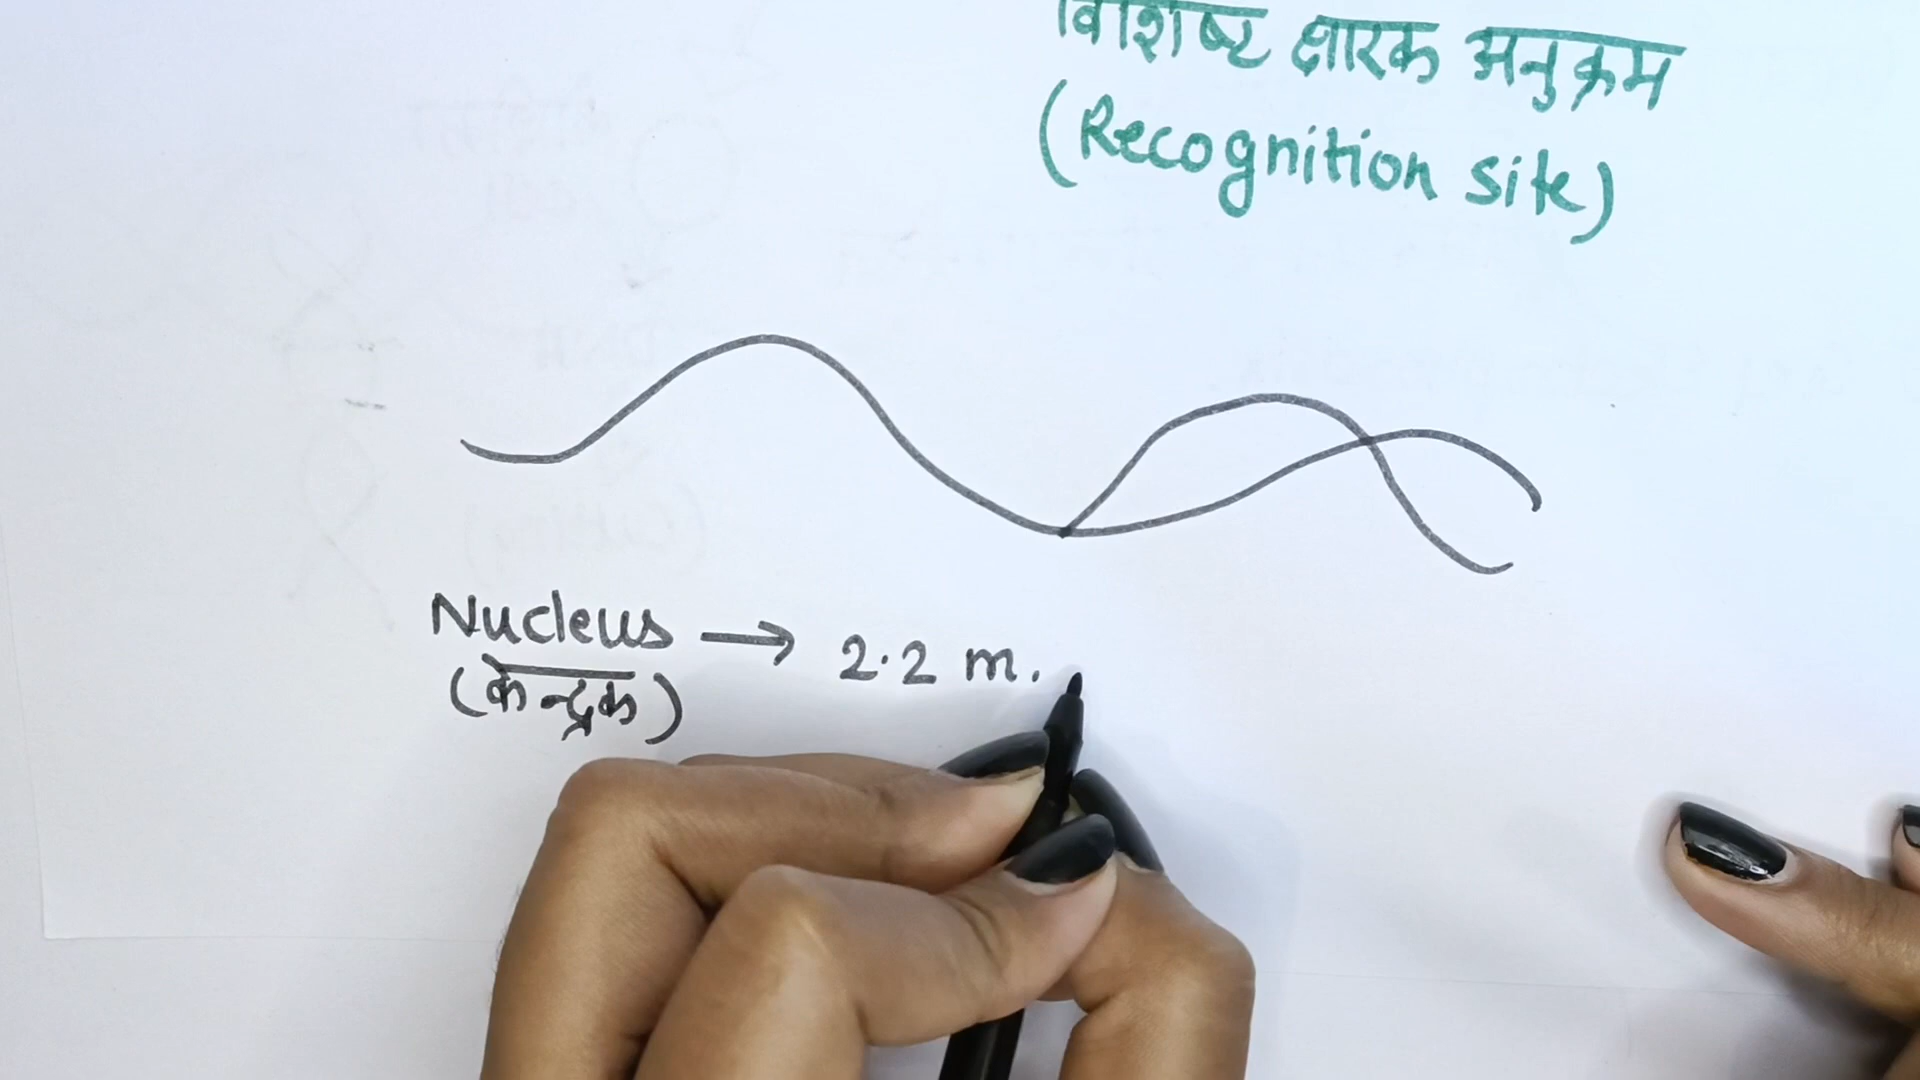 विशिष्ट क्षारक अनुक्रम
(Recognition site)
Nucleus → 2.2 m.
(केन्द्रक)